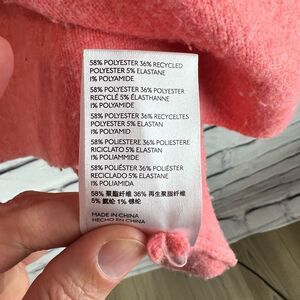 58% POLYESTER 36% RECYCLED
POLYESTER 5% ELASTANE
1% POLYAMIDE
58% POLYESTER 36% POLYESTER
RECYCLÉ 5% ÉLASTHANNE
1% POLYAMIDE
58% POLYESTER 36% RECYCELTES
POLYESTER 5% ELASTAN
1% POLYAMID
58% POLIESTERE 36% POLIESTERE
RICICLATO 5% ELASTAN
1% POLIAMMIDE
58% POLIÉSTER 36% POLIÉSTER
RECICLADO 5% ELASTANO
1% POLIAMIDA
58% 聚酯纤维 36% 再生聚酯纤维
5% 氨纶 1% 锦纶
MADE IN CHINA
HECHO EN CHINA